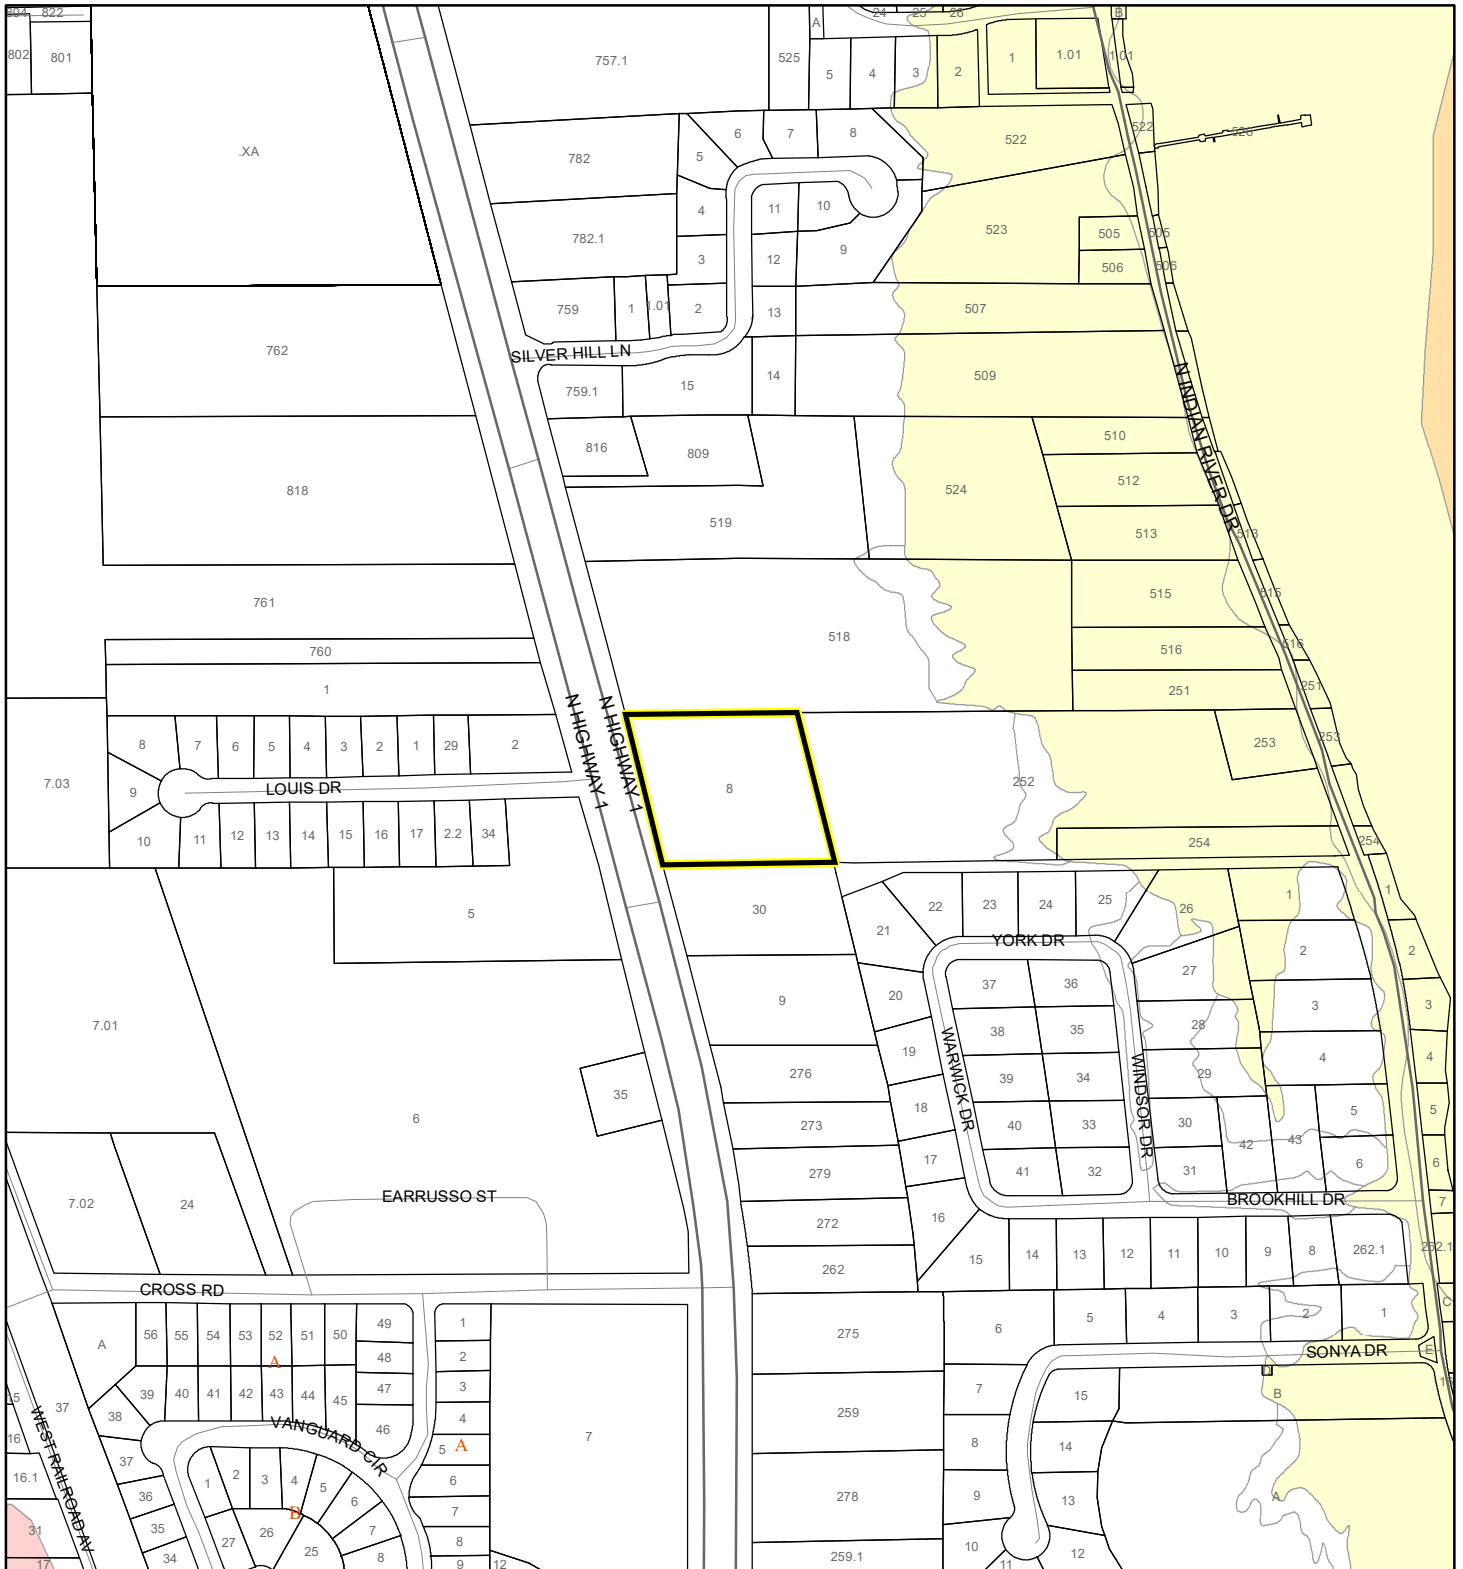 804 822
24 25 26
A
B
802 801
757.1
525
5 4 3 2
1 1.01 1.01
.XA
782
5 6 7 8
522
522
526
4
11 10
782.1
523
505 505
3
12
9
506 506
759 1 1.01 2
13
507
762
SILVER HILL LN
759.1 15 14
509
N INDIAN RIVER DR
816 809
510
818
524
512
519
513 513
761
518
515 515
760
516 516
1
251 251
N HIGHWAY 1
N HIGHWAY 1
8 7 6 5 4 3 2 1 29 2
253 253
7.03
9
LOUIS DR
8
252
10 11 12 13 14 15 16 17 2.2 34
254 254
5
30
22 23 24 25 26
1 1
21
YORK DR
2 2
27
37 36
20
9
3 3
7.01
38 35
28
19
WARWICK DR
WINDSOR DR
4 4
276
39 34
29
35
18
6
273
40 33
30
42 43
5 5
17
279
41 32
31
6 6
7.02 24
EARRUSSO ST
BROOKHILL DR
7
272
16
262
15 14 13 12 11 10 9 8 262.1 262.1
CROSS RD
C
275
6 5 4 3 2 1
A
56 55 54 53 52 51 50 49
1
SONYA DR
E
A
48
2
D
39 40 41 42 43 44 45 47
3
7
15
B
37
38
46
4
259
WEST RAILROAD AV
16
VANGUARD CIR
5 A
7
8
14
37
16.1
1 2 3 4 5 6
6
36
278
9
13
A
B
7
31
35
27 26 25 7
8
34
8
10
12
17
9 12
259.1
11